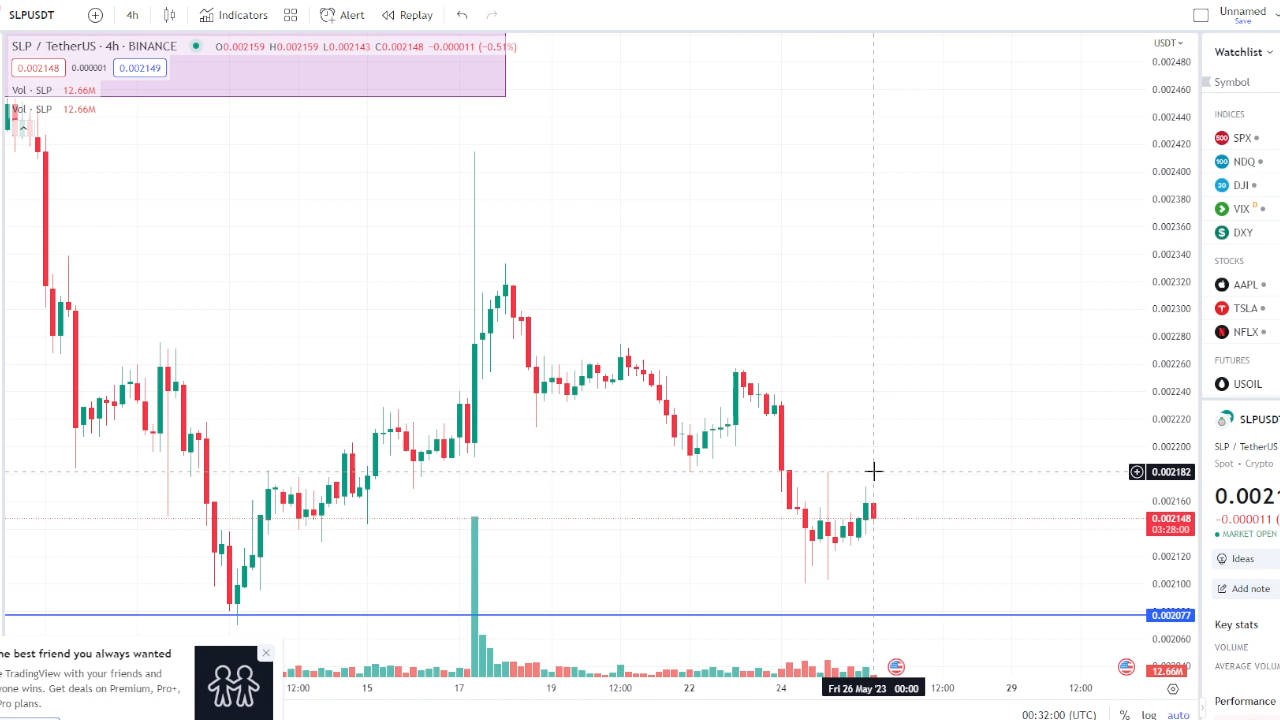 SLPUSDT 4h Indicators Alert Replay Unnamed
Save
SLP / TetherUS · 4h · BINANCE O0.002159 H0.002159 L0.002143 C0.002148 −0.000011 (−0.51%)
0.002148 0.000001 0.002149
Vol · SLP 12.66M
Vol · SLP 12.66M
USDT
0.002480
0.002460
0.002440
0.002420
0.002400
0.002380
0.002360
0.002340
0.002320
0.002300
0.002280
0.002260
0.002240
0.002220
0.002200
0.002182
0.002160
0.002148
03:28:00
0.002120
0.002100
0.002077
0.002060
12.66M
Watchlist
Symbol
INDICES
SPX
NDQ
DJI
VIX D
DXY
STOCKS
AAPL
TSLA
NFLX
FUTURES
USOIL
SLPUSDT
SLP / TetherUS
Spot • Crypto
0.002
−0.000011 (
MARKET OPEN
Ideas
Add note
Key stats
VOLUME
AVERAGE VOLU
Performance
he best friend you always wanted
e TradingView with your friends and
yone wins. Get deals on Premium, Pro+,
Pro plans.
12:00 15 17 19 12:00 22 24 Fri 26 May '23 00:00 12:00 29 12:00
00:32:00 (UTC) % log auto